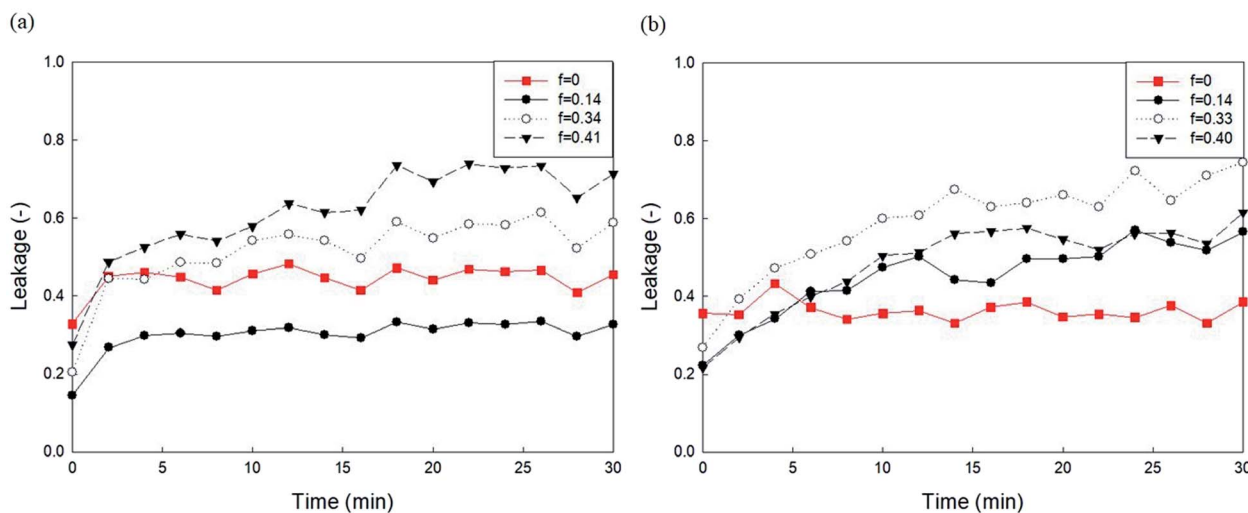 (a)
1.0
0.8
0.6
0.4
0.2
0.0
Leakage (-)
0 5 10 15 20 25 30
Time (min)
f=0
f=0.14
f=0.34
f=0.41
(b)
1.0
0.8
0.6
0.4
0.2
0.0
Leakage (-)
0 5 10 15 20 25 30
Time (min)
f=0
f=0.14
f=0.33
f=0.40